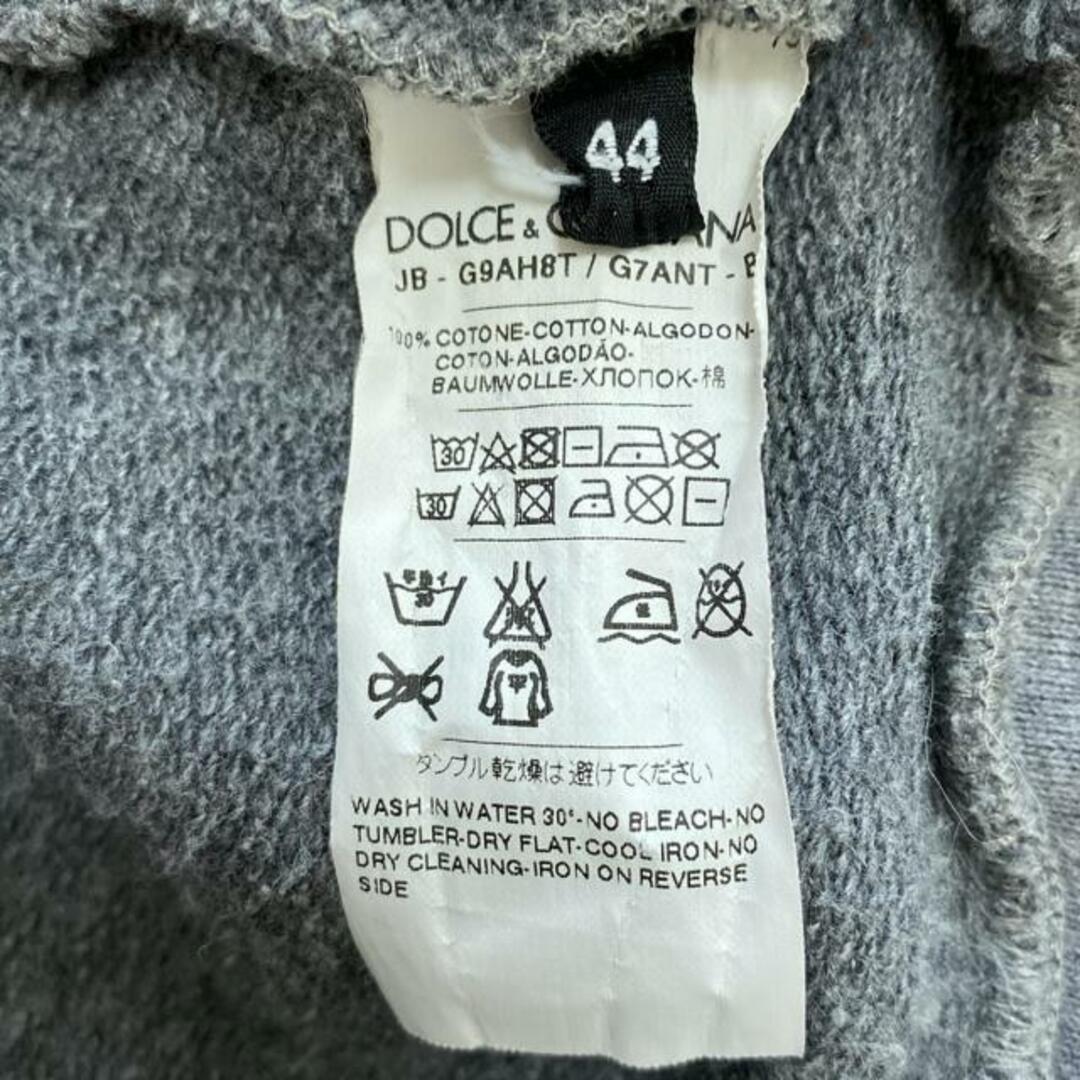 44
DOLCE &
JB - G9AH8T / G7ANT -
100% COTONE-COTTON-ALGODON-
COTON-ALGODÃO-
BAUMWOLLE-ХЛОПОК-棉
30
30
30
タンブル乾燥は避けてください
WASH IN WATER 30°-NO BLEACH-NO
TUMBLER-DRY FLAT-COOL IRON-NO
DRY CLEANING-IRON ON REVERSE
SIDE